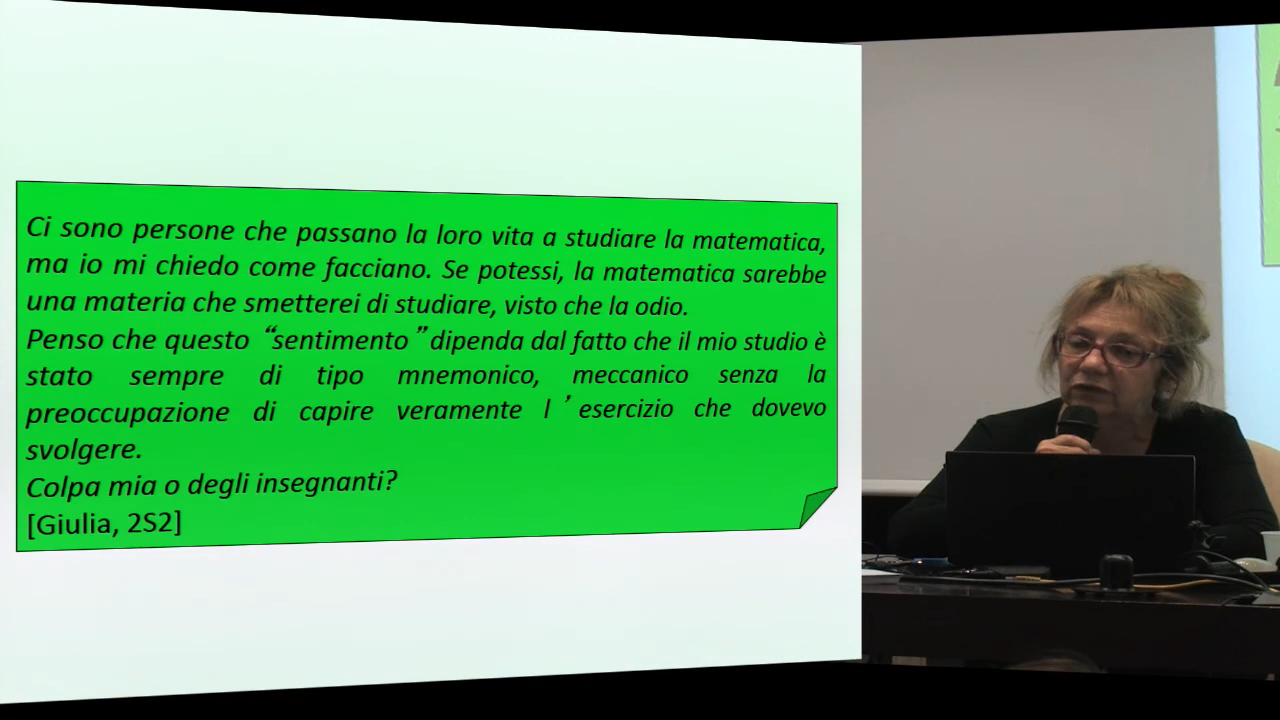 Ci sono persone che passano la loro vita a studiare la matematica,
ma io mi chiedo come facciano. Se potessi, la matematica sarebbe
una materia che smetterei di studiare, visto che la odio.
Penso che questo “sentimento” dipenda dal fatto che il mio studio è
stato sempre di tipo mnemonico, meccanico senza la
preoccupazione di capire veramente l’esercizio che dovevo
svolgere.
Colpa mia o degli insegnanti?
[Giulia, 2S2]